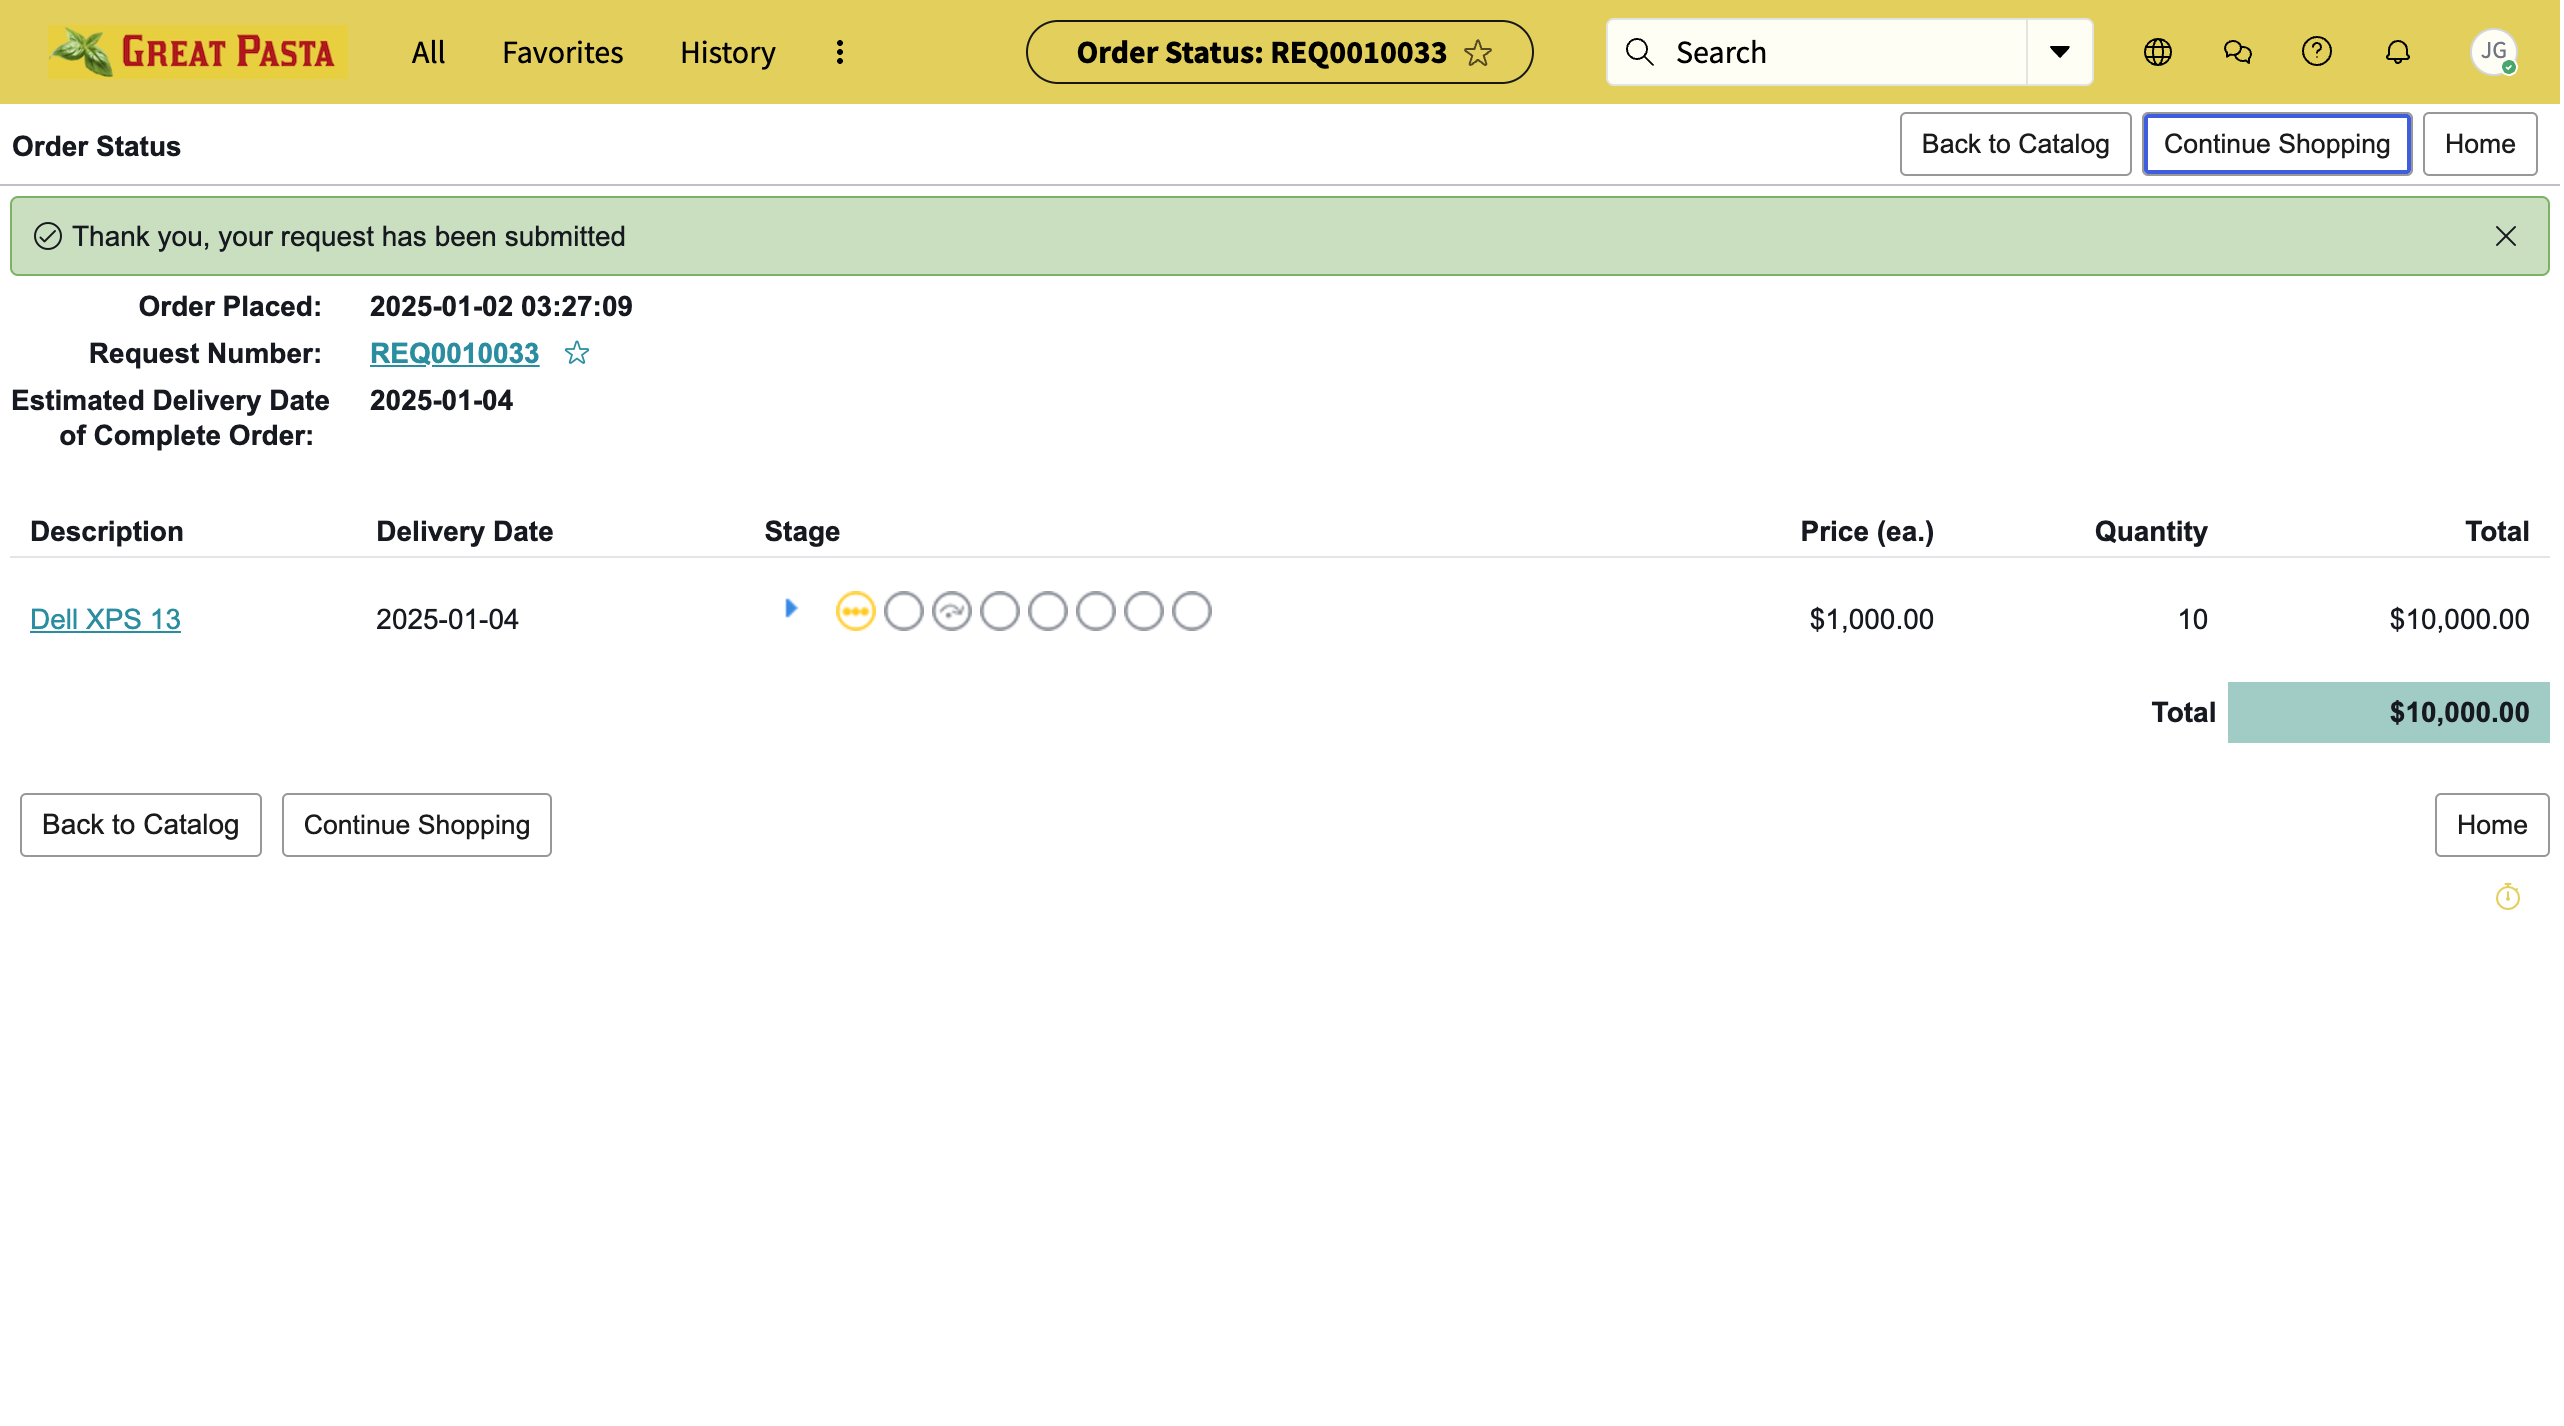 GREAT PASTA All Favorites History Order Status: REQ0010033 Search JG
Order Status Back to Catalog Continue Shopping Home
Thank you, your request has been submitted
Order Placed: 2025-01-02 03:27:09
Request Number: REQ0010033
Estimated Delivery Date 2025-01-04
of Complete Order:
Description Delivery Date Stage Price (ea.) Quantity Total
Dell XPS 13 2025-01-04 $1,000.00 10 $10,000.00
Total $10,000.00
Back to Catalog Continue Shopping Home